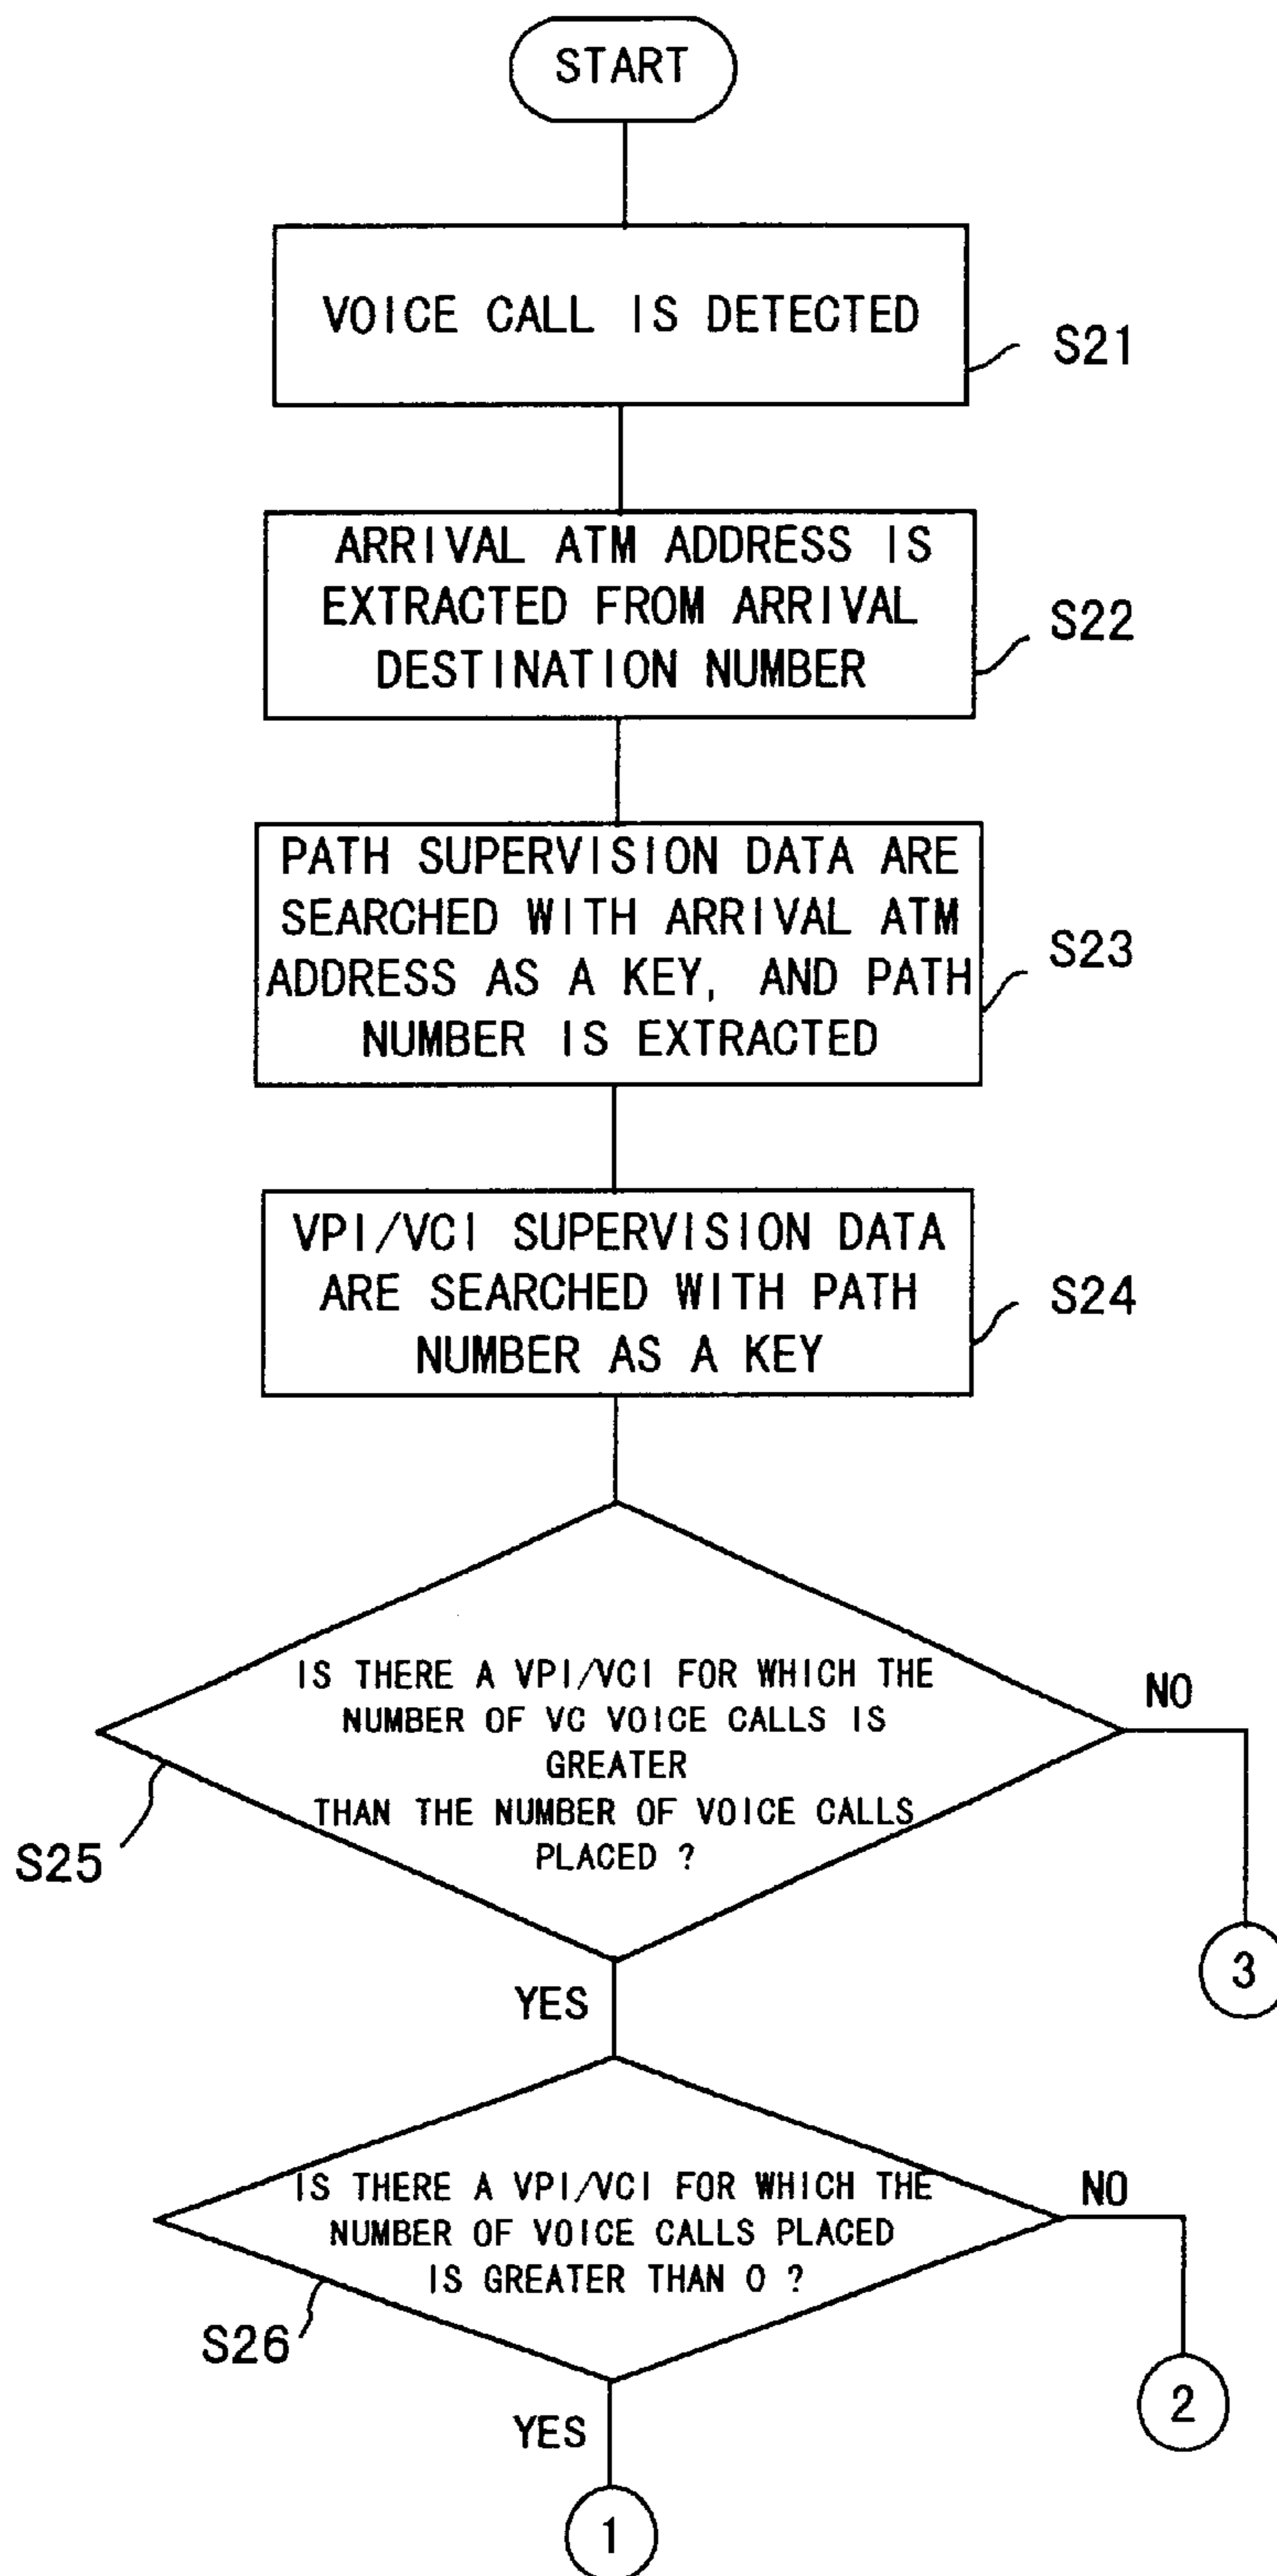 START
VOICE CALL IS DETECTED
S21
ARRIVAL ATM ADDRESS IS
EXTRACTED FROM ARRIVAL
DESTINATION NUMBER
S22
PATH SUPERVISION DATA ARE
SEARCHED WITH ARRIVAL ATM
ADDRESS AS A KEY, AND PATH
NUMBER IS EXTRACTED
S23
VPI/VCI SUPERVISION DATA
ARE SEARCHED WITH PATH
NUMBER AS A KEY
S24
IS THERE A VPI/VCI FOR WHICH THE
NUMBER OF VC VOICE CALLS IS
GREATER
THAN THE NUMBER OF VOICE CALLS
PLACED ?
S25
NO
3
YES
IS THERE A VPI/VCI FOR WHICH THE
NUMBER OF VOICE CALLS PLACED
IS GREATER THAN 0 ?
S26
NO
2
YES
1